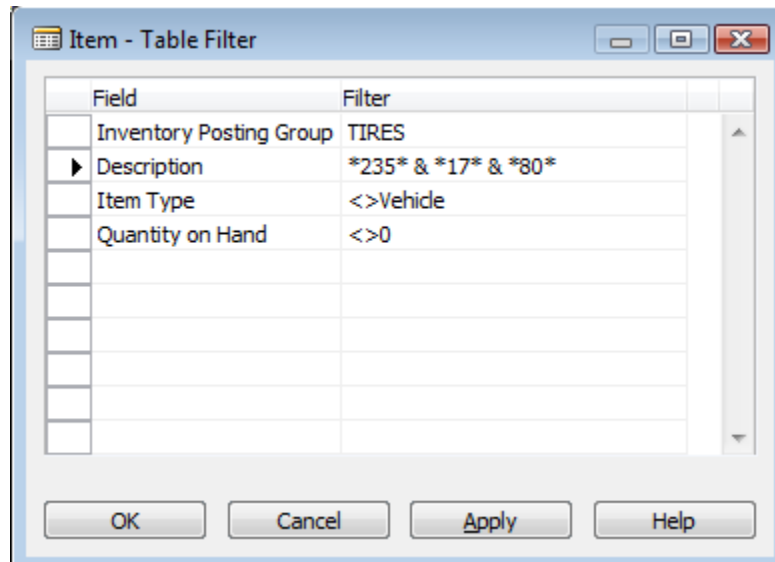 Item - Table Filter
Field Filter
Inventory Posting Group TIRES
Description *235* & *17* & *80*
Item Type <>Vehicle
Quantity on Hand <>0
OK Cancel Apply Help